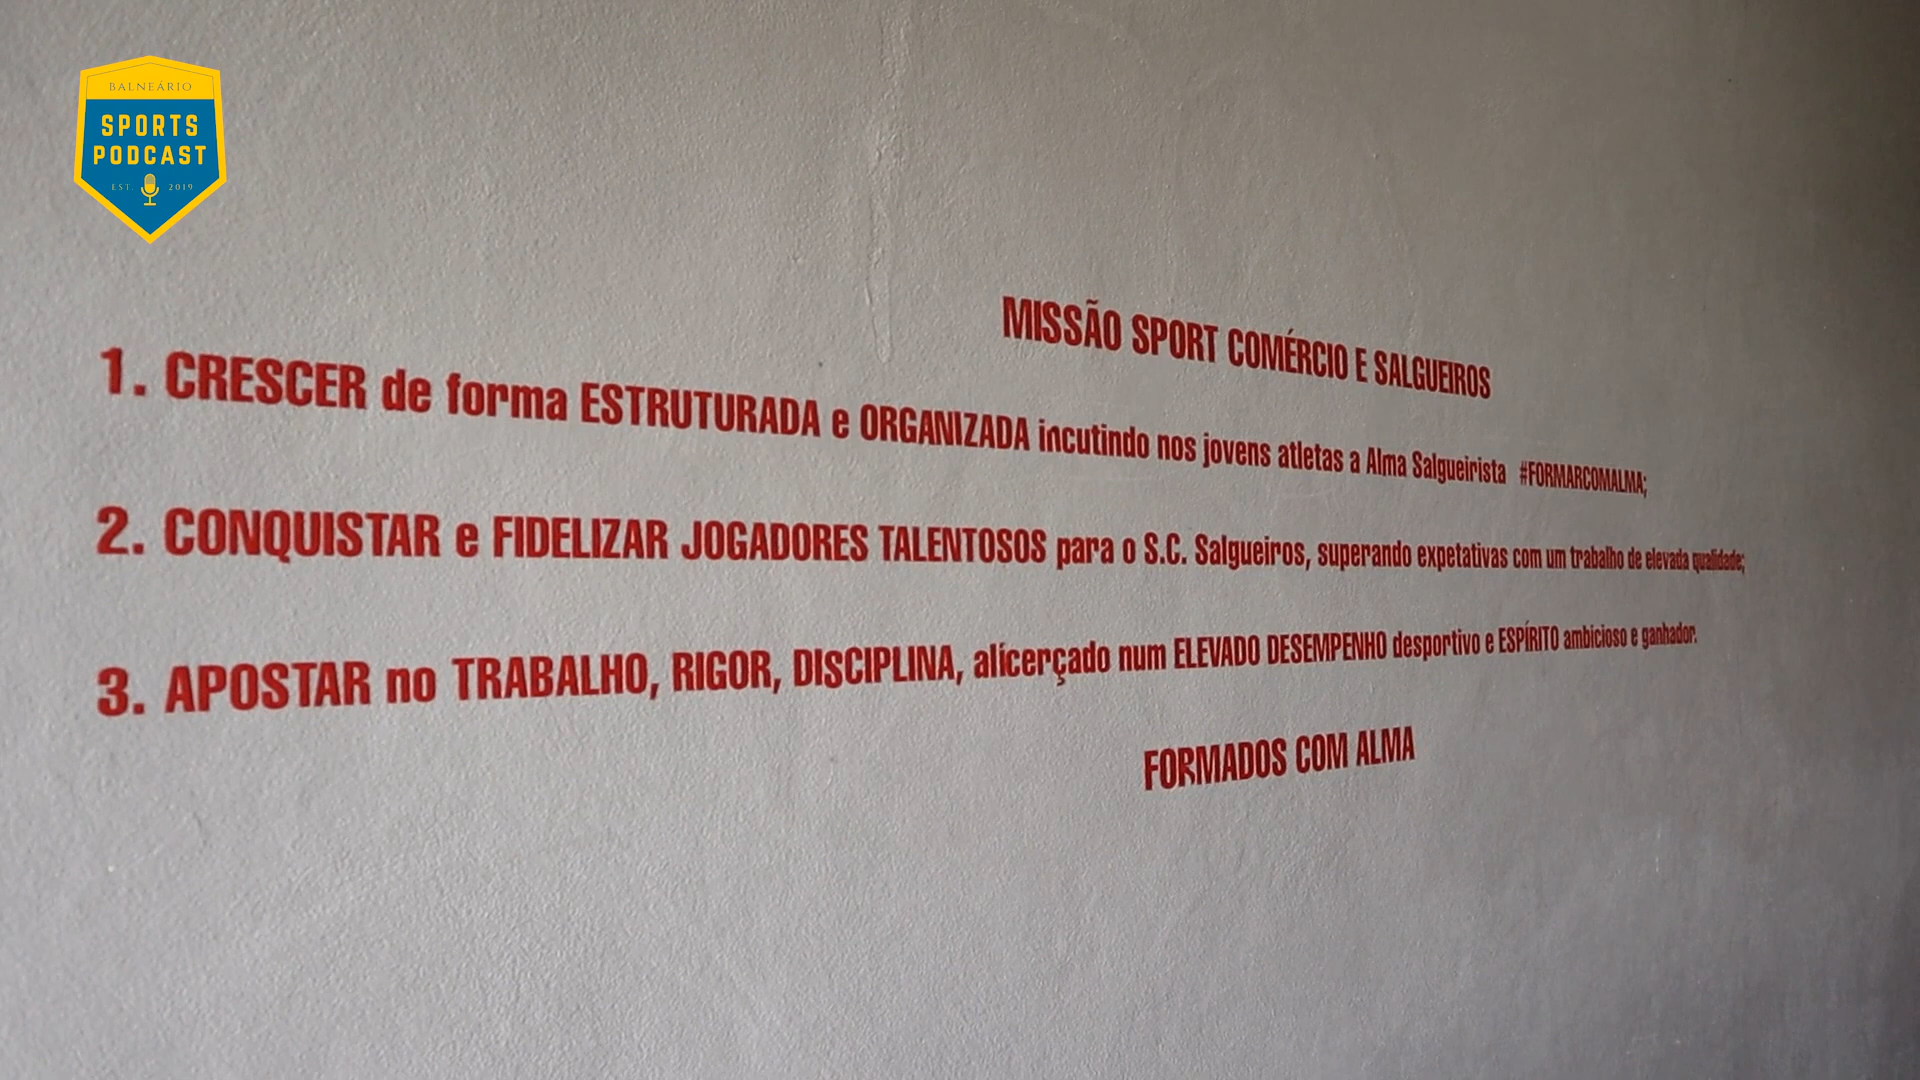 BALNEÁRIO
SPORTS
PODCAST
EST. 2019
MISSÃO SPORT COMÉRCIO E SALGUEIROS
1. CRESCER de forma ESTRUTURADA e ORGANIZADA incutindo nos jovens atletas a Alma Salgueirista #FORMARCOMALMA;
2. CONQUISTAR e FIDELIZAR JOGADORES TALENTOSOS para o S.C. Salgueiros, superando expetativas com um trabalho de elevada qualidade;
3. APOSTAR no TRABALHO, RIGOR, DISCIPLINA, alicerçado num ELEVADO DESEMPENHO desportivo e ESPÍRITO ambicioso e ganhador.
FORMADOS COM ALMA